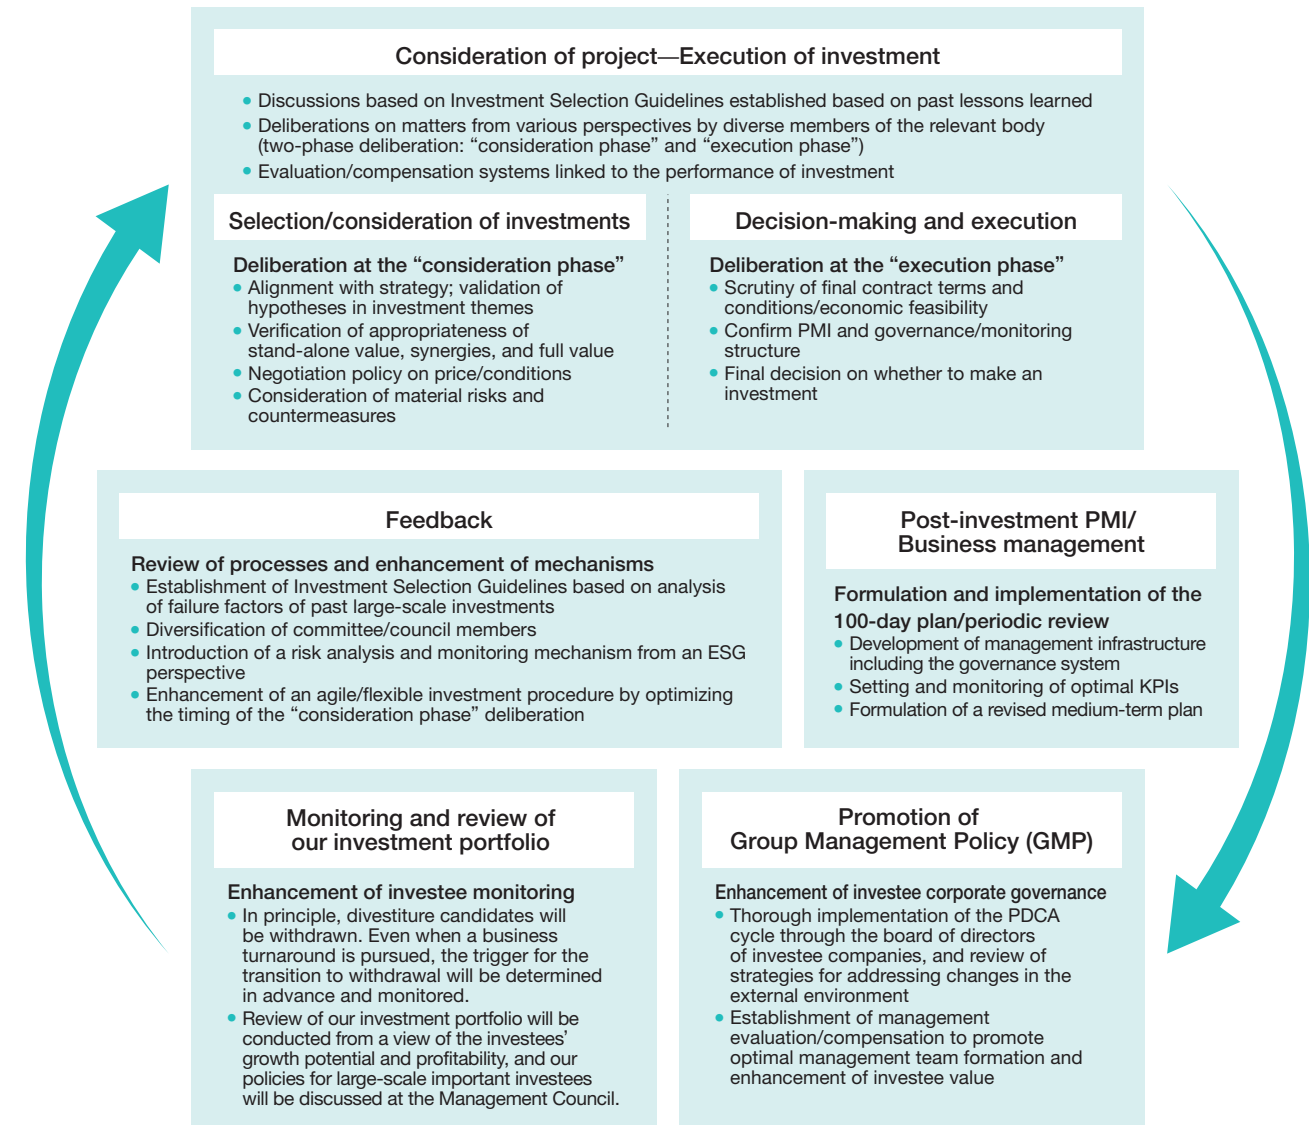 Consideration of project—Execution of investment
• Discussions based on Investment Selection Guidelines established based on past lessons learned
• Deliberations on matters from various perspectives by diverse members of the relevant body
(two-phase deliberation: “consideration phase” and “execution phase”)
• Evaluation/compensation systems linked to the performance of investment
Selection/consideration of investments
Deliberation at the “consideration phase”
• Alignment with strategy; validation of
hypotheses in investment themes
• Verification of appropriateness of
stand-alone value, synergies, and full value
• Negotiation policy on price/conditions
• Consideration of material risks and
countermeasures
Decision-making and execution
Deliberation at the “execution phase”
• Scrutiny of final contract terms and
conditions/economic feasibility
• Confirm PMI and governance/monitoring
structure
• Final decision on whether to make an
investment
Feedback
Review of processes and enhancement of mechanisms
• Establishment of Investment Selection Guidelines based on analysis
of failure factors of past large-scale investments
• Diversification of committee/council members
• Introduction of a risk analysis and monitoring mechanism from an ESG
perspective
• Enhancement of an agile/flexible investment procedure by optimizing
the timing of the “consideration phase” deliberation
Post-investment PMI/
Business management
Formulation and implementation of the
100-day plan/periodic review
• Development of management infrastructure
including the governance system
• Setting and monitoring of optimal KPIs
• Formulation of a revised medium-term plan
Monitoring and review of
our investment portfolio
Enhancement of investee monitoring
• In principle, divestiture candidates will
be withdrawn. Even when a business
turnaround is pursued, the trigger for the
transition to withdrawal will be determined
in advance and monitored.
• Review of our investment portfolio will be
conducted from a view of the investees’
growth potential and profitability, and our
policies for large-scale important investees
will be discussed at the Management Council.
Promotion of
Group Management Policy (GMP)
Enhancement of investee corporate governance
• Thorough implementation of the PDCA
cycle through the board of directors
of investee companies, and review of
strategies for addressing changes in the
external environment
• Establishment of management
evaluation/compensation to promote
optimal management team formation and
enhancement of investee value